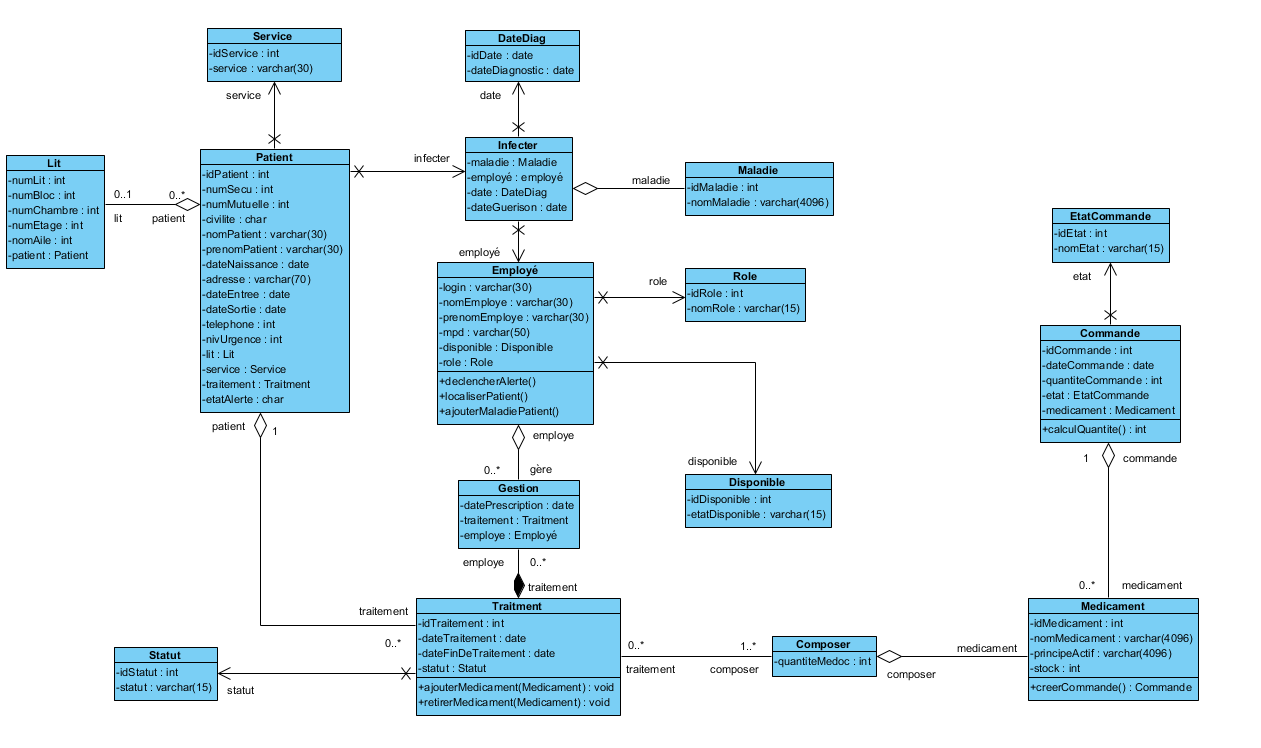 Service
-idService : int
-service : varchar(30)
service
DateDiag
-idDate : date
-dateDiagnostic : date
date
Lit
-numLit : int
-numBloc : int
-numChambre : int
-numEtage : int
-nomAile : int
-patient : Patient
0..1
lit
0..*
patient
Patient
-idPatient : int
-numSecu : int
-numMutuelle : int
-civilite : char
-nomPatient : varchar(30)
-prenomPatient : varchar(30)
-dateNaissance : date
-adresse : varchar(70)
-dateEntree : date
-dateSortie : date
-telephone : int
-nivUrgence : int
-lit : Lit
-service : Service
-traitement : Traitment
-etatAlerte : char
infecter
Infecter
-maladie : Maladie
-employé : employé
-date : DateDiag
-dateGuerison : date
maladie
Maladie
-idMaladie : int
-nomMaladie : varchar(4096)
employé
Employé
-login : varchar(30)
-nomEmploye : varchar(30)
-prenomEmploye : varchar(30)
-mpd : varchar(50)
-disponible : Disponible
-role : Role
+declencherAlerte()
+localiserPatient()
+ajouterMaladiePatient()
role
Role
-idRole : int
-nomRole : varchar(15)
EtatCommande
-idEtat : int
-nomEtat : varchar(15)
etat
Commande
-idCommande : int
-dateCommande : date
-quantiteCommande : int
-etat : EtatCommande
-medicament : Medicament
+calculQuantite() : int
1
commande
patient
1
employe
0..*
gère
disponible
Disponible
-idDisponible : int
-etatDisponible : varchar(15)
Gestion
-datePrescription : date
-traitement : Traitment
-employe : Employé
employe
0..*
traitement
traitement
0..*
Traitment
-idTraitement : int
-dateTraitement : date
-dateFinDeTraitement : date
-statut : Statut
+ajouterMedicament(Medicament) : void
+retirerMedicament(Medicament) : void
Statut
-idStatut : int
-statut : varchar(15)
statut
0..*
traitement
1..*
composer
Composer
-quantiteMedoc : int
composer
medicament
0..*
medicament
Medicament
-idMedicament : int
-nomMedicament : varchar(4096)
-principeActif : varchar(4096)
-stock : int
+creerCommande() : Commande